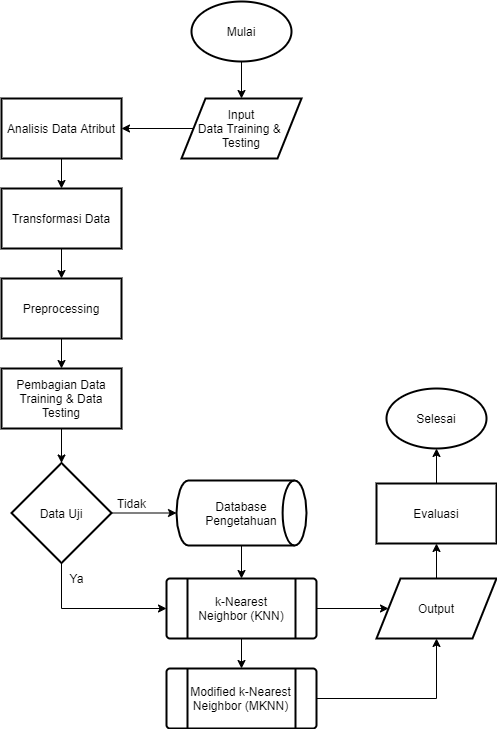 Mulai
Input
Data Training &
Testing
Analisis Data Atribut
Transformasi Data
Preprocessing
Pembagian Data
Training & Data
Testing
Data Uji
Tidak
Database
Pengetahuan
Ya
k-Nearest
Neighbor (KNN)
Modified k-Nearest
Neighbor (MKNN)
Output
Evaluasi
Selesai